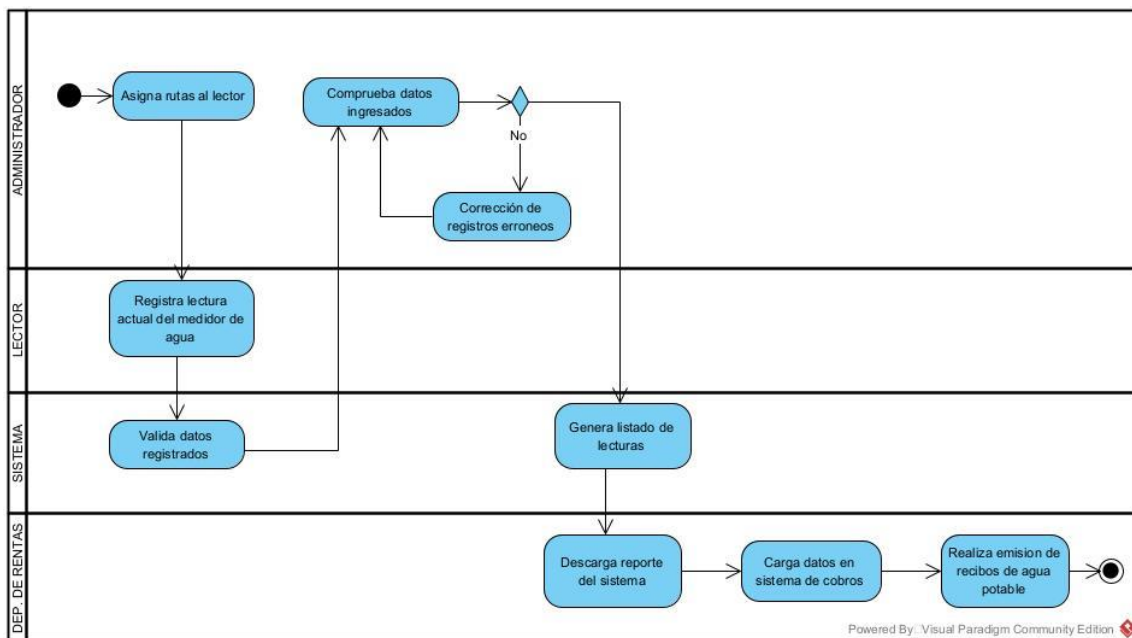 ADMINISTRADOR
Asigna rutas al lector
Comprueba datos
ingresados
No
Corrección de
registros erroneos
LECTOR
Registra lectura
actual del medidor de
agua
SISTEMA
Valida datos
registrados
Genera listado de
lecturas
DEP. DE RENTAS
Descarga reporte
del sistema
Carga datos en
sistema de cobros
Realiza emision de
recibos de agua
potable
Powered By Visual Paradigm Community Edition